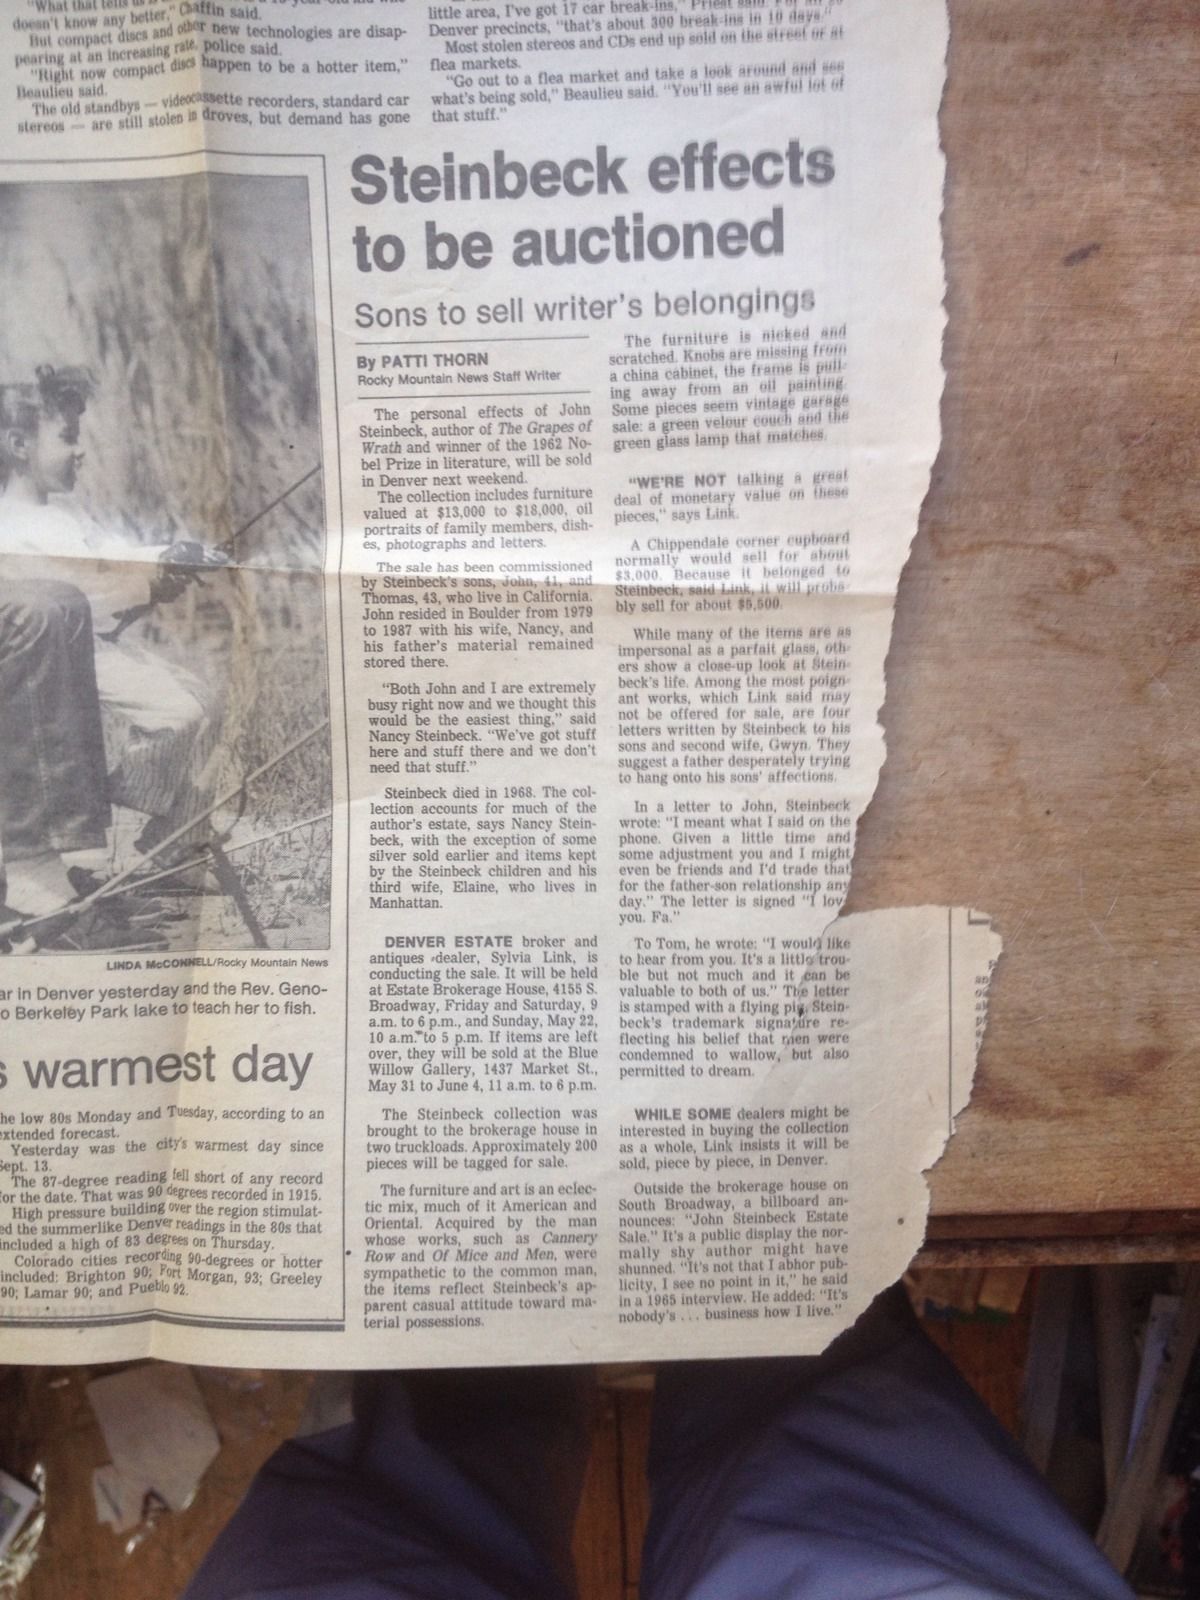 "What that tells us is
doesn't know any better," Chaffin said.
But compact discs and other new technologies are disap-
pearing at an increasing rate, police said.
"Right now compact discs happen to be a hotter item,"
Beaulieu said.
The old standbys — videocassette recorders, standard car
stereos — are still stolen in droves, but demand has gone
little area, I've got 17 car break-ins," Priest said. For all 20
Denver precincts, "that's about 300 break-ins in 10 days."
Most stolen stereos and CDs end up sold on the street or at
flea markets.
"Go out to a flea market and take a look around and see
what's being sold," Beaulieu said. "You'll see an awful lot of
that stuff."
LINDA McCONNELL/Rocky Mountain News
ar in Denver yesterday and the Rev. Geno-
o Berkeley Park lake to teach her to fish.
s warmest day
he low 80s Monday and Tuesday, according to an
extended forecast.
Yesterday was the city's warmest day since
Sept. 13.
The 87-degree reading fell short of any record
for the date. That was 90 degrees recorded in 1915.
High pressure building over the region stimulat-
ed the summerlike Denver readings in the 80s that
included a high of 83 degrees on Thursday.
Colorado cities recording 90-degrees or hotter
included: Brighton 90; Fort Morgan, 93; Greeley
90; Lamar 90; and Pueblo 92.
Steinbeck effects
to be auctioned
Sons to sell writer's belongings
By PATTI THORN
Rocky Mountain News Staff Writer
The personal effects of John
Steinbeck, author of The Grapes of
Wrath and winner of the 1962 No-
bel Prize in literature, will be sold
in Denver next weekend.
The collection includes furniture
valued at $13,000 to $18,000, oil
portraits of family members, dish-
es, photographs and letters.
The sale has been commissioned
by Steinbeck's sons, John, 41, and
Thomas, 43, who live in California.
John resided in Boulder from 1979
to 1987 with his wife, Nancy, and
his father's material remained
stored there.
"Both John and I are extremely
busy right now and we thought this
would be the easiest thing," said
Nancy Steinbeck. "We've got stuff
here and stuff there and we don't
need that stuff."
Steinbeck died in 1968. The col-
lection accounts for much of the
author's estate, says Nancy Stein-
beck, with the exception of some
silver sold earlier and items kept
by the Steinbeck children and his
third wife, Elaine, who lives in
Manhattan.
DENVER ESTATE broker and
antiques dealer, Sylvia Link, is
conducting the sale. It will be held
at Estate Brokerage House, 4155 S.
Broadway, Friday and Saturday, 9
a.m. to 6 p.m., and Sunday, May 22,
10 a.m. to 5 p.m. If items are left
over, they will be sold at the Blue
Willow Gallery, 1437 Market St.,
May 31 to June 4, 11 a.m. to 6 p.m.
The Steinbeck collection was
brought to the brokerage house in
two truckloads. Approximately 200
pieces will be tagged for sale.
The furniture and art is an eclec-
tic mix, much of it American and
Oriental. Acquired by the man
whose works, such as Cannery
Row and Of Mice and Men, were
sympathetic to the common man,
the items reflect Steinbeck's ap-
parent casual attitude toward ma-
terial possessions.
The furniture is nicked and
scratched. Knobs are missing from
a china cabinet, the frame is pull-
ing away from an oil painting.
Some pieces seem vintage garage
sale: a green velour couch and the
green glass lamp that matches.
"WE'RE NOT talking a great
deal of monetary value on these
pieces," says Link.
A Chippendale corner cupboard
normally would sell for about
$3,000. Because it belonged to
Steinbeck, said Link, it will proba-
bly sell for about $5,500.
While many of the items are as
impersonal as a parfait glass, oth-
ers show a close-up look at Stein-
beck's life. Among the most poign-
ant works, which Link said may
not be offered for sale, are four
letters written by Steinbeck to his
sons and second wife, Gwyn. They
suggest a father desperately trying
to hang onto his sons' affections.
In a letter to John, Steinbeck
wrote: "I meant what I said on the
phone. Given a little time and
some adjustment you and I might
even be friends and I'd trade that
for the father-son relationship any
day." The letter is signed "I lov
you. Fa."
To Tom, he wrote: "I would like
to hear from you. It's a little trou-
ble but not much and it can be
valuable to both of us." The letter
is stamped with a flying pig, Stein-
beck's trademark signature re-
flecting his belief that men were
condemned to wallow, but also
permitted to dream.
WHILE SOME dealers might be
interested in buying the collection
as a whole, Link insists it will be
sold, piece by piece, in Denver.
Outside the brokerage house on
South Broadway, a billboard an-
nounces: "John Steinbeck Estate
Sale." It's a public display the nor-
mally shy author might have
shunned. "It's not that I abhor pub-
licity, I see no point in it," he said
in a 1965 interview. He added: "It's
nobody's . . . business how I live."